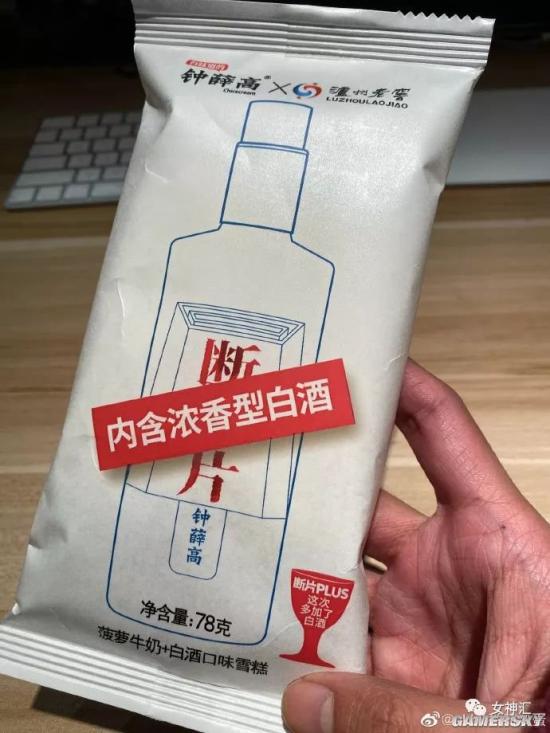 钟薛高®
Chicecream
×
泸州老窖
LUZHOULAOJIAO
断片
内含浓香型白酒
钟薛高
断片PLUS
这次
多加了
白酒
净含量:78克
菠萝牛奶+白酒口味雪糕
女神汇
GAMERSKY